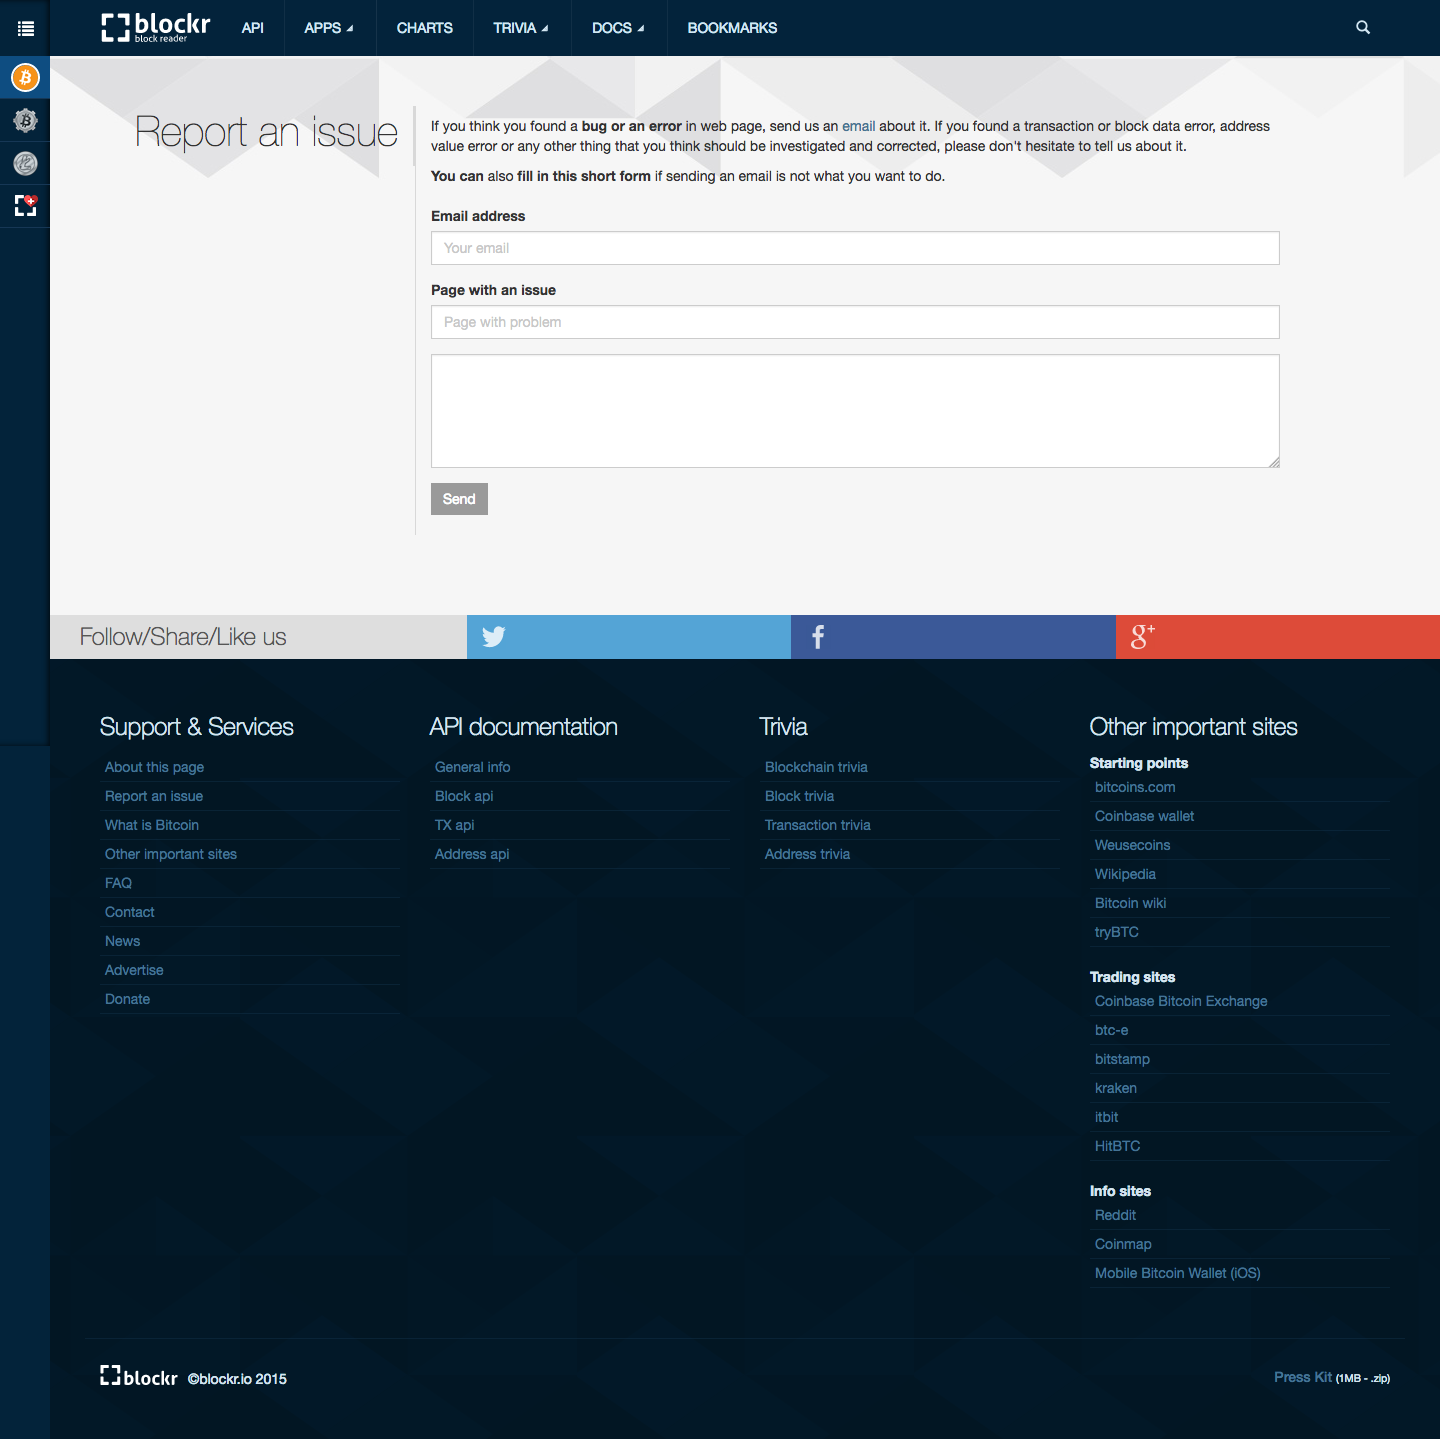 blockr
block reader
API
APPS
CHARTS
TRIVIA
DOCS
BOOKMARKS
Report an issue
If you think you found a bug or an error in web page, send us an email about it. If you found a transaction or block data error, address
value error or any other thing that you think should be investigated and corrected, please don't hesitate to tell us about it.
You can also fill in this short form if sending an email is not what you want to do.
Email address
Your email
Page with an issue
Page with problem
Send
Follow/Share/Like us
Support & Services
About this page
Report an issue
What is Bitcoin
Other important sites
FAQ
Contact
News
Advertise
Donate
API documentation
General info
Block api
TX api
Address api
Trivia
Blockchain trivia
Block trivia
Transaction trivia
Address trivia
Other important sites
Starting points
bitcoins.com
Coinbase wallet
Weusecoins
Wikipedia
Bitcoin wiki
tryBTC
Trading sites
Coinbase Bitcoin Exchange
btc-e
bitstamp
kraken
itbit
HitBTC
Info sites
Reddit
Coinmap
Mobile Bitcoin Wallet (iOS)
blockr ©blockr.io 2015
Press Kit (1MB - .zip)